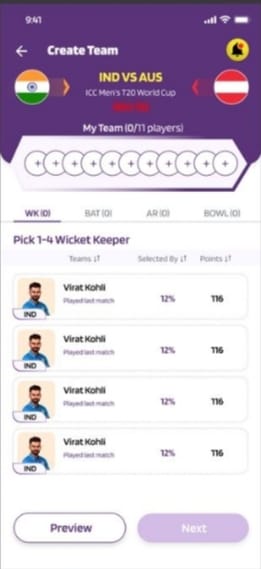 9:41
Create Team
IND VS AUS
ICC Men's T20 World Cup
My Team (0/11 players)
+ + + + + + + + + + +
WK (0) BAT (0) AR (0) BOWL (0)
Pick 1-4 Wicket Keeper
Teams ↓↑ Selected By ↓↑ Points ↓↑
Virat Kohli
Played last match 12% 116
IND
Virat Kohli
Played last match 12% 116
IND
Virat Kohli
Played last match 12% 116
IND
Virat Kohli
Played last match 12% 116
IND
Preview Next